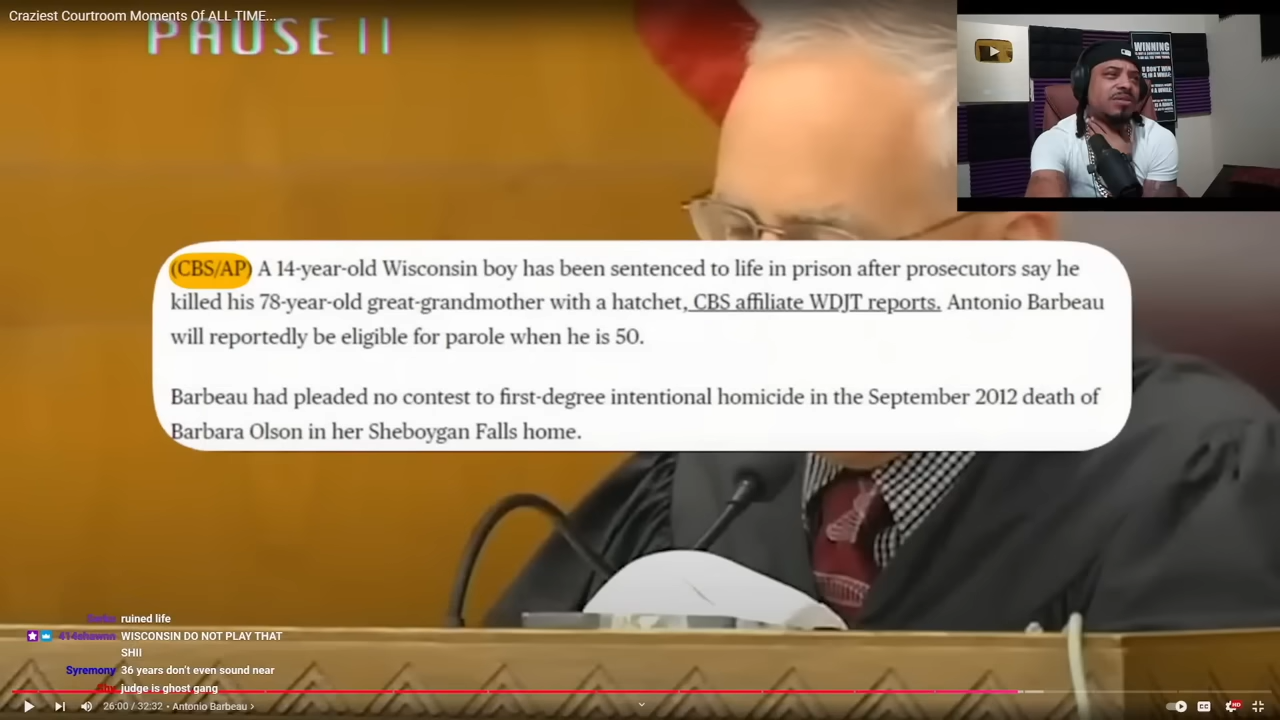 Craziest Courtroom Moments Of ALL TIME...
PAUSE II
WINNING
(CBS/AP) A 14-year-old Wisconsin boy has been sentenced to life in prison after prosecutors say he
killed his 78-year-old great-grandmother with a hatchet, CBS affiliate WDJT reports. Antonio Barbeau
will reportedly be eligible for parole when he is 50.
Barbeau had pleaded no contest to first-degree intentional homicide in the September 2012 death of
Barbara Olson in her Sheboygan Falls home.
ruined life
414shawnn WISCONSIN DO NOT PLAY THAT
SHII
Syremony 36 years don't even sound near
judge is ghost gang
26:00 / 32:32 • Antonio Barbeau ›
CC
HD